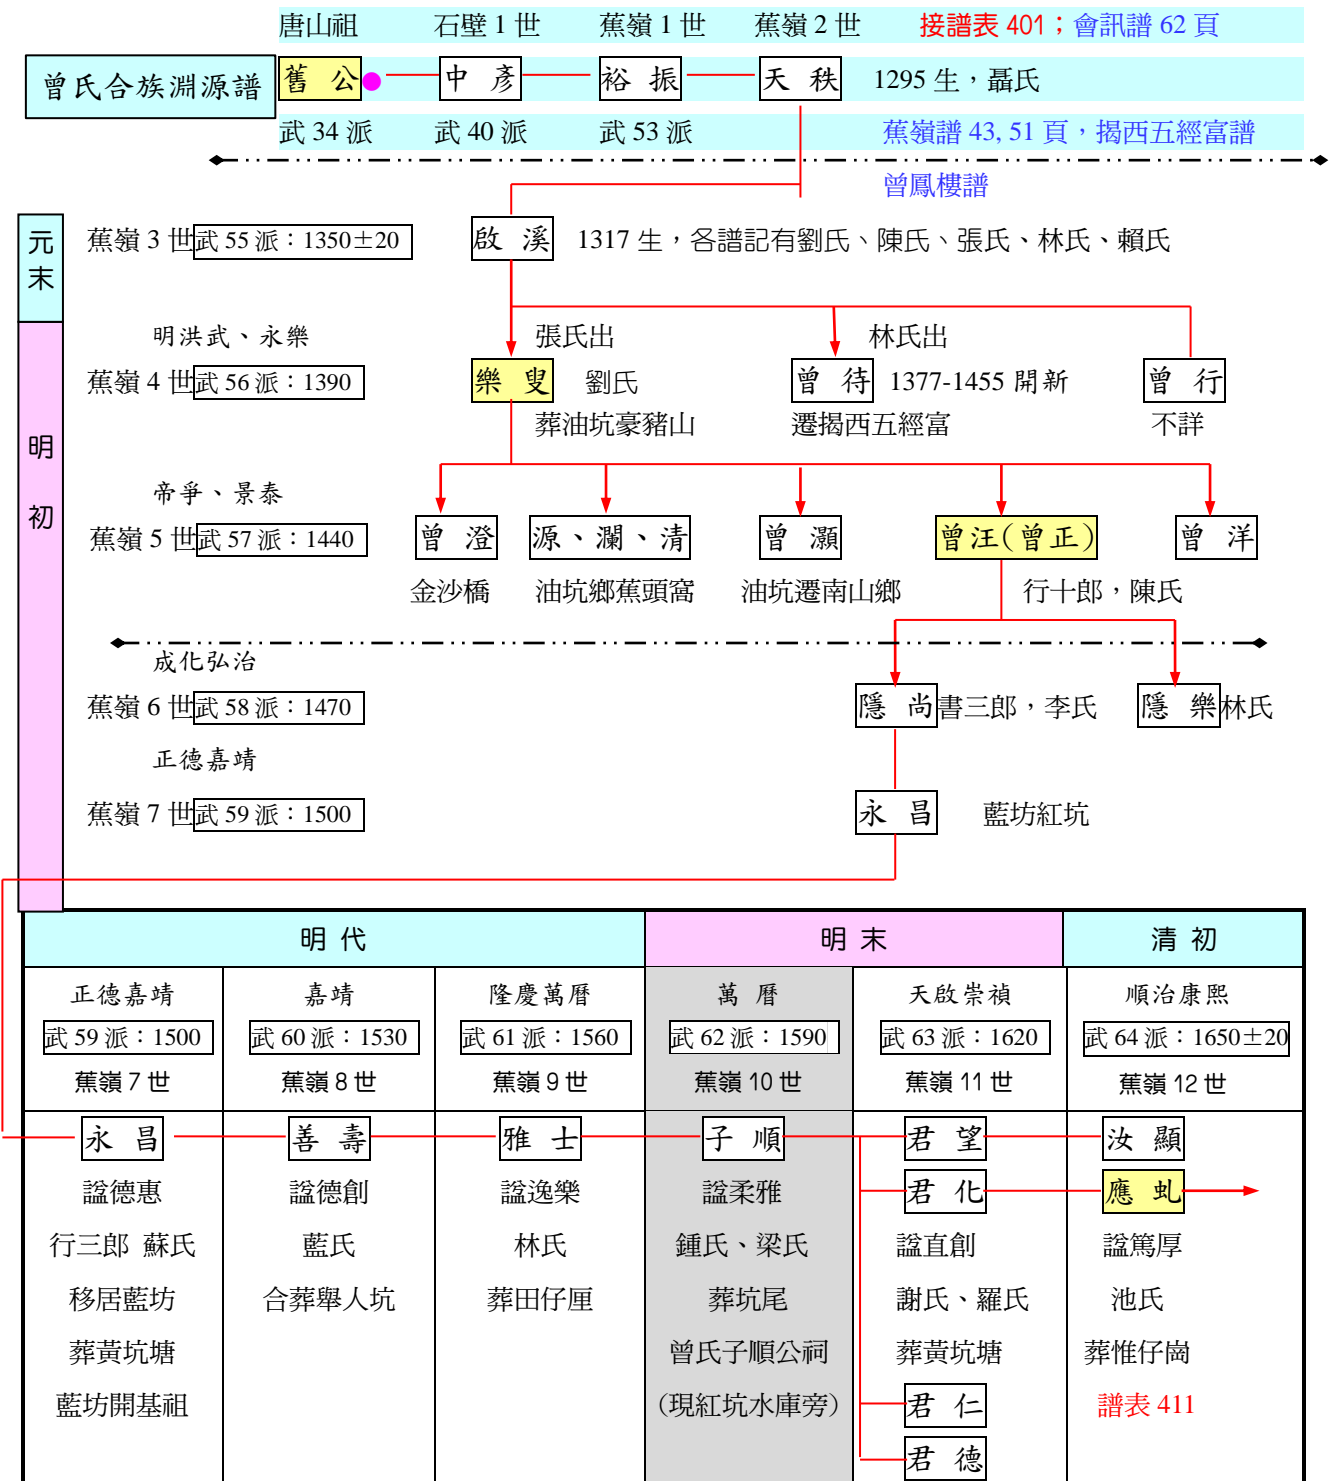 唐山祖 石壁 1 世 蕉嶺 1 世 蕉嶺 2 世 接譜表 401；會訊譜 62 頁
曾氏合族淵源譜 舊 公 中 彥 裕 振 天 秩 1295 生，聶氏
武 34 派 武 40 派 武 53 派 蕉嶺譜 43, 51 頁，揭西五經富譜
曾鳳樓譜
元末
蕉嶺 3 世 武 55 派：1350±20 啟 溪 1317 生，各譜記有劉氏、陳氏、張氏、林氏、賴氏
明初
明洪武、永樂 張氏出 林氏出
蕉嶺 4 世 武 56 派：1390 樂 叟 劉氏 曾 待 1377-1455 開新 曾 行
葬油坑豪豬山 遷揭西五經富 不詳
帝爭、景泰
蕉嶺 5 世 武 57 派：1440 曾 澄 源、瀾、清 曾 灝 曾汪(曾正) 曾 洋
金沙橋 油坑鄉蕉頭窩 油坑遷南山鄉 行十郎，陳氏
成化弘治
蕉嶺 6 世 武 58 派：1470 隱 尚 書三郎，李氏 隱 樂 林氏
正德嘉靖
蕉嶺 7 世 武 59 派：1500 永 昌 藍坊紅坑
明 代 明 末 清 初
正德嘉靖 嘉靖 隆慶萬曆 萬 曆 天啟崇禎 順治康熙
武 59 派：1500 武 60 派：1530 武 61 派：1560 武 62 派：1590 武 63 派：1620 武 64 派：1650±20
蕉嶺 7 世 蕉嶺 8 世 蕉嶺 9 世 蕉嶺 10 世 蕉嶺 11 世 蕉嶺 12 世
永 昌 善 壽 雅 士 子 順 君 望 汝 顯
諡德惠 諡德創 諡逸樂 諡柔雅 君 化 應 虬
行三郎 蘇氏 藍氏 林氏 鍾氏、梁氏 諡直創 諡篤厚
移居藍坊 合葬舉人坑 葬田仔厘 葬坑尾 謝氏、羅氏 池氏
葬黃坑塘 曾氏子順公祠 葬黃坑塘 葬惟仔崗
藍坊開基祖 (現紅坑水庫旁) 君 仁 譜表 411
君 德